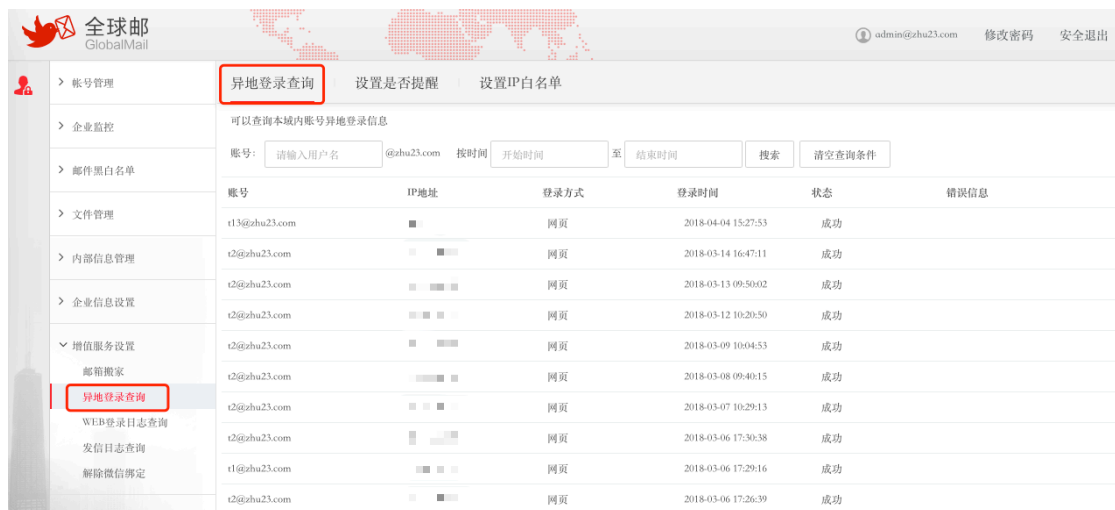 全球邮
GlobalMail
admin@zhu23.com 修改密码 安全退出
帐号管理
企业监控
邮件黑白名单
文件管理
内部信息管理
企业信息设置
增值服务设置
邮箱搬家
异地登录查询
WEB登录日志查询
发信日志查询
解除微信绑定
异地登录查询 设置是否提醒 设置IP白名单
可以查询本域内账号异地登录信息
账号: 请输入用户名 @zhu23.com 按时间 开始时间 至 结束时间 搜索 清空查询条件
账号 IP地址 登录方式 登录时间 状态 错误信息
t13@zhu23.com 网页 2018-04-04 15:27:53 成功
t2@zhu23.com 网页 2018-03-14 16:47:11 成功
t2@zhu23.com 网页 2018-03-13 09:50:02 成功
t2@zhu23.com 网页 2018-03-12 10:20:50 成功
t2@zhu23.com 网页 2018-03-09 10:04:53 成功
t2@zhu23.com 网页 2018-03-08 09:40:15 成功
t2@zhu23.com 网页 2018-03-07 10:29:13 成功
t2@zhu23.com 网页 2018-03-06 17:30:38 成功
t1@zhu23.com 网页 2018-03-06 17:29:16 成功
t2@zhu23.com 网页 2018-03-06 17:26:39 成功